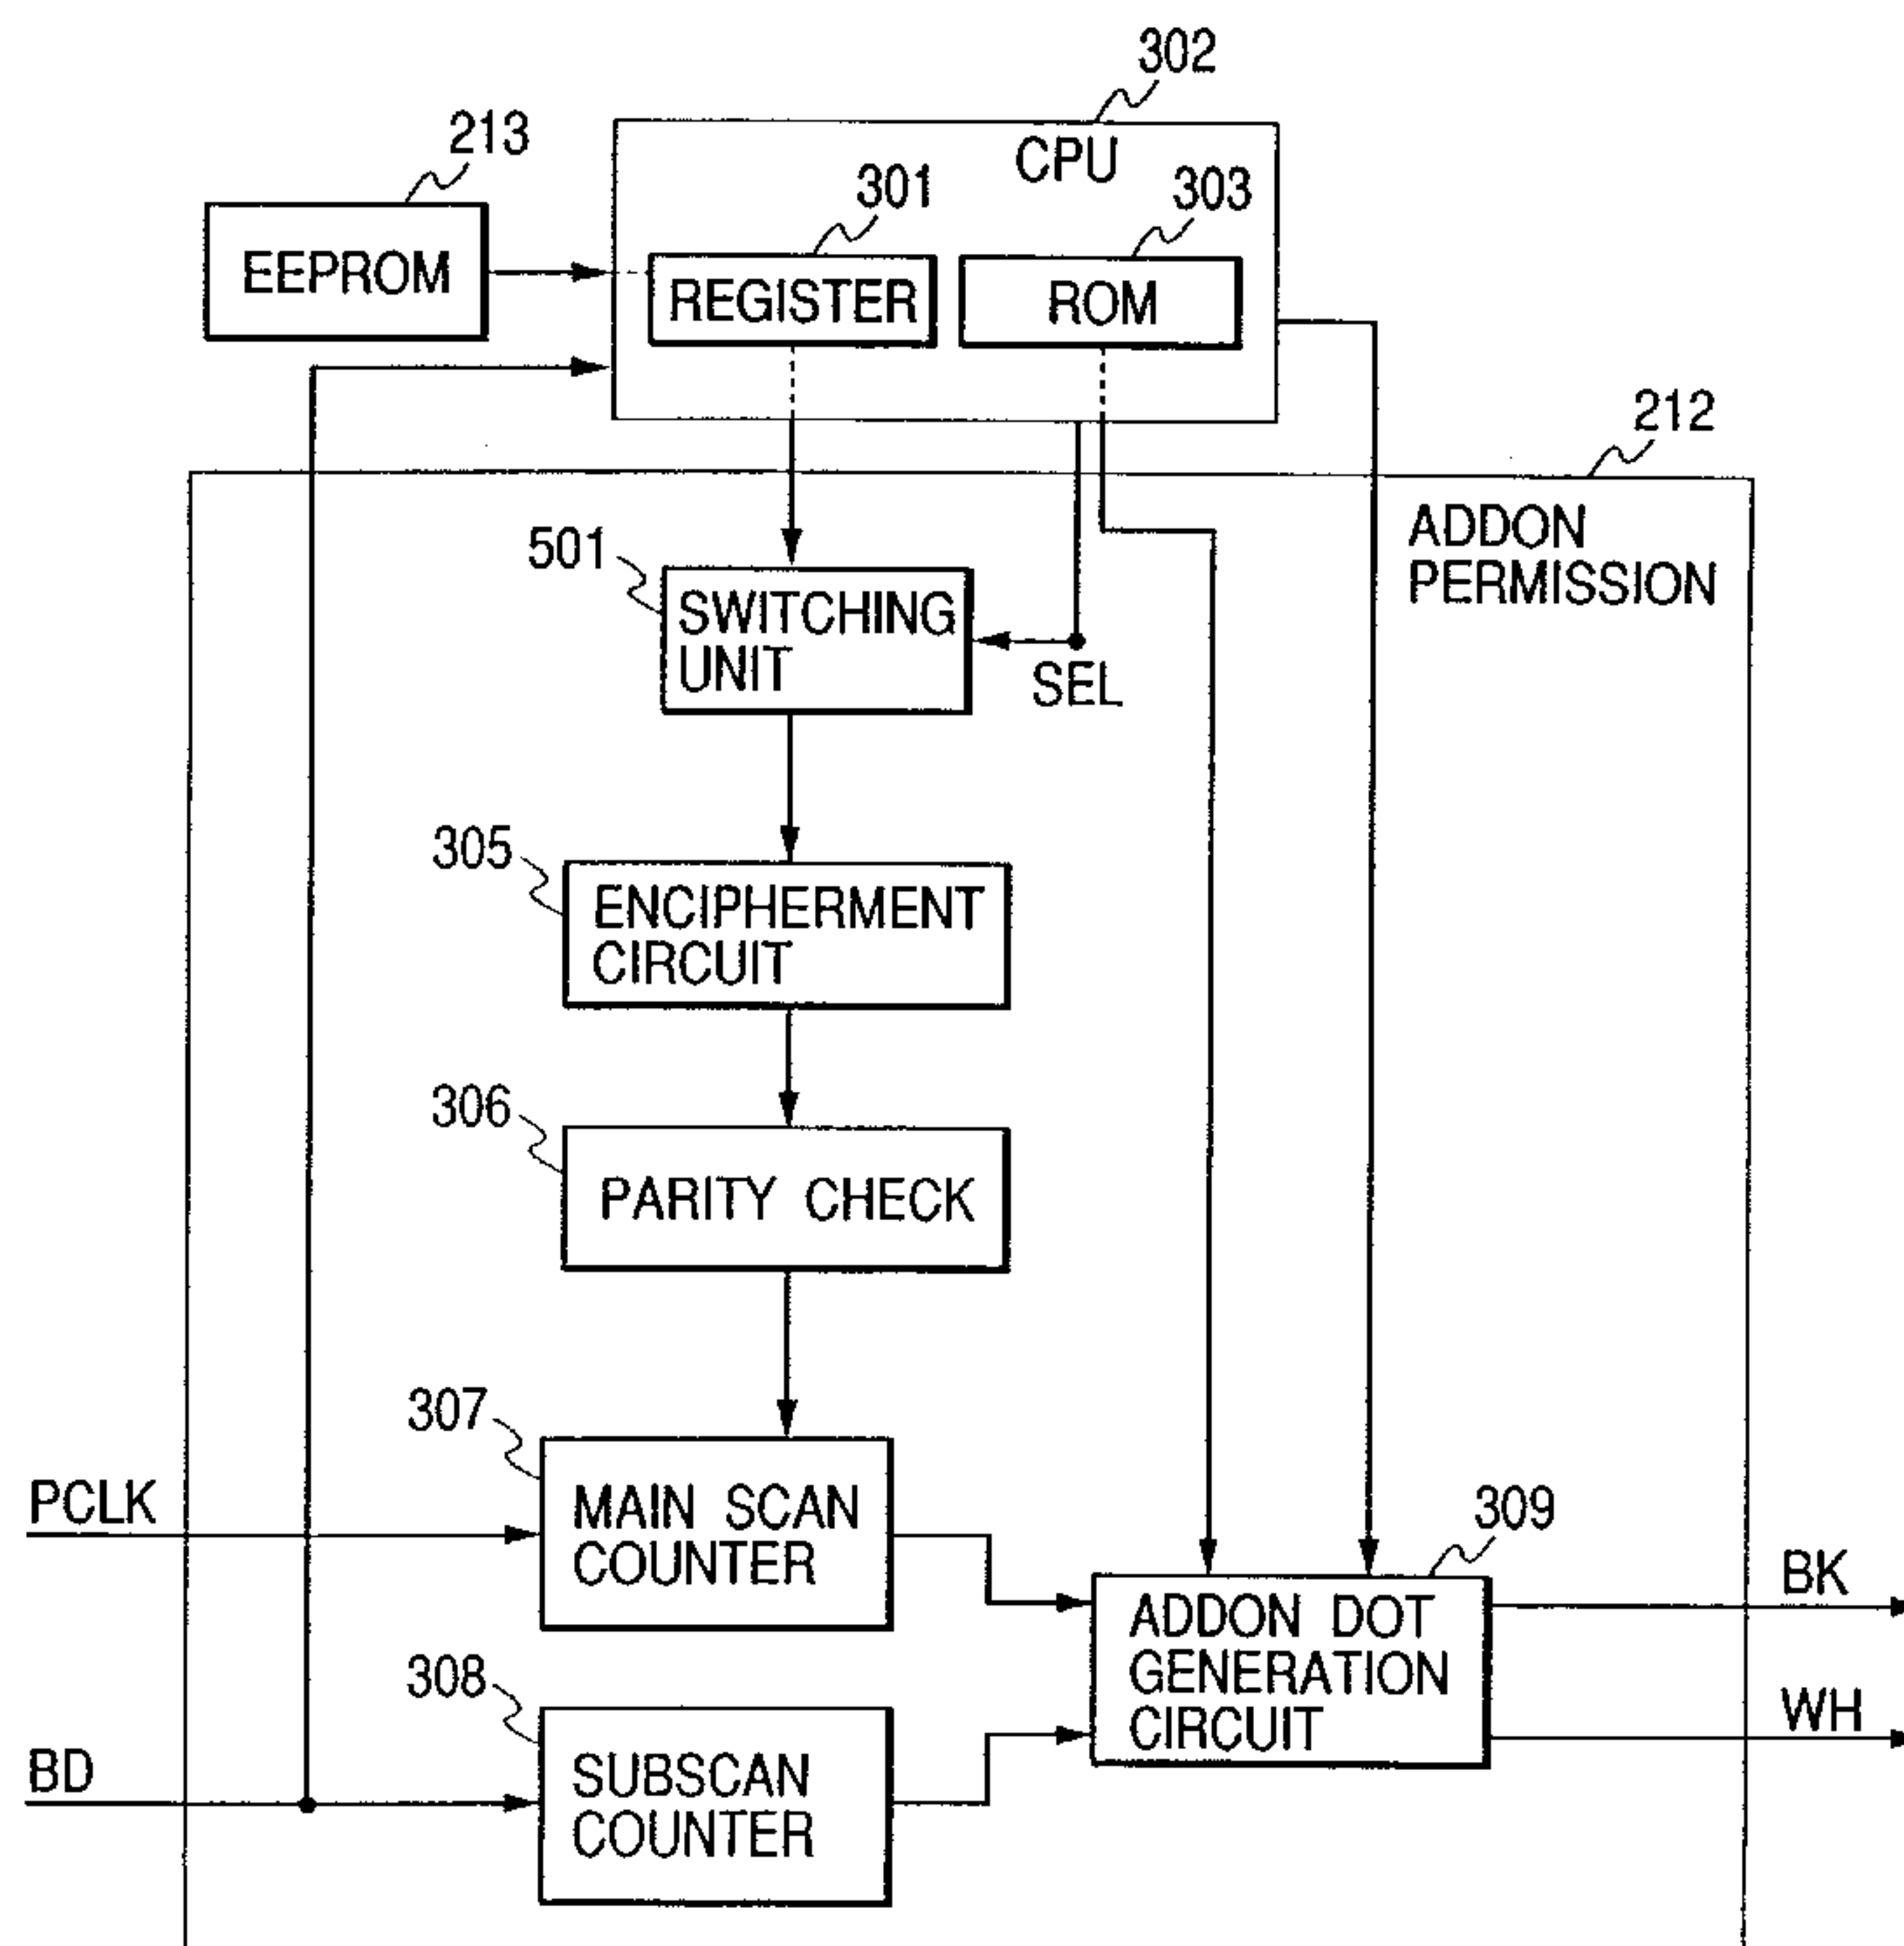 302
213
CPU
301
303
EEPROM
REGISTER
ROM
212
ADDON
PERMISSION
501
SWITCHING
UNIT
SEL
305
ENCIPHERMENT
CIRCUIT
306
PARITY CHECK
307
PCLK
MAIN SCAN
COUNTER
309
BK
ADDON DOT
GENERATION
CIRCUIT
308
WH
BD
SUBSCAN
COUNTER